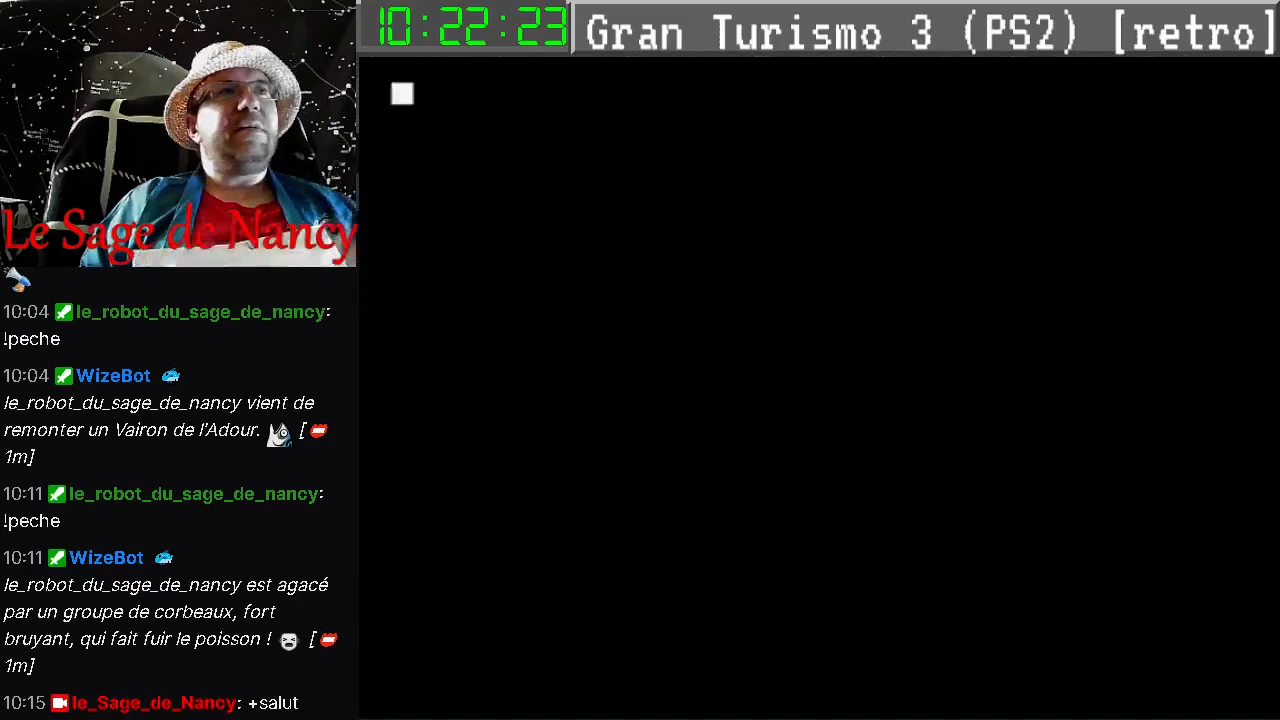 10:22:23
Gran Turismo 3 (PS2) [retro]
Le Sage de Nancy
10:04 le_robot_du_sage_de_nancy:
!peche
10:04 WizeBot
le_robot_du_sage_de_nancy vient de
remonter un Vairon de l'Adour. [
1m]
10:11 le_robot_du_sage_de_nancy:
!peche
10:11 WizeBot
le_robot_du_sage_de_nancy est agacé
par un groupe de corbeaux, fort
bruyant, qui fait fuir le poisson ! [
1m]
10:15 le_Sage_de_Nancy: +salut